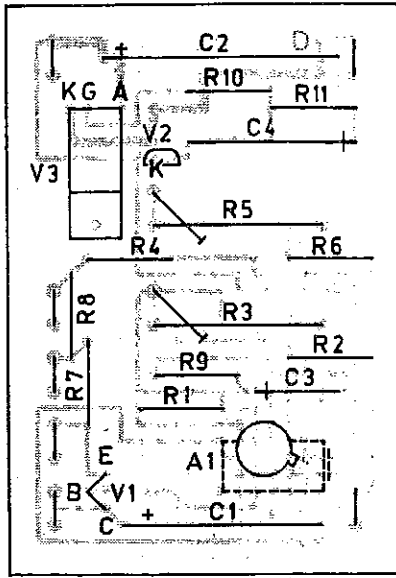 + C2 D
R10
KG A R11
V2 C4
V3 K
R5
R4 R6
R8 R3
R2
R9
R7 C3
R1
E A1
B V1
C + C1